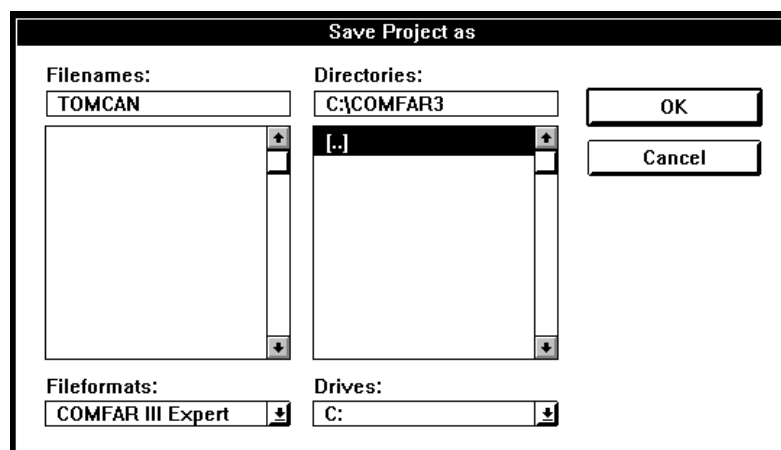 Save Project as
Filenames:
TOMCAN
Directories:
C:\COMFAR3
[..]
OK
Cancel
Fileformats:
COMFAR III Expert
Drives:
C: